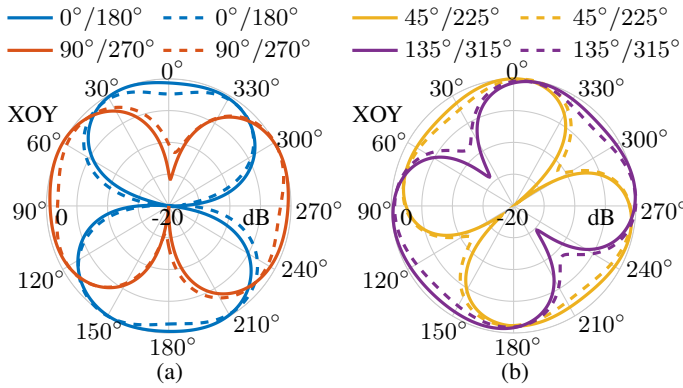 0°/180° 0°/180° 45°/225° 45°/225°
90°/270° 90°/270° 135°/315° 135°/315°
0° 0°
30° 330° 30° 330°
XOY XOY
60° 300° 60° 300°
90° 0 -20 dB 270° 90° 0 -20 dB 270°
120° 240° 120° 240°
150° 210° 150° 210°
180° 180°
(a) (b)